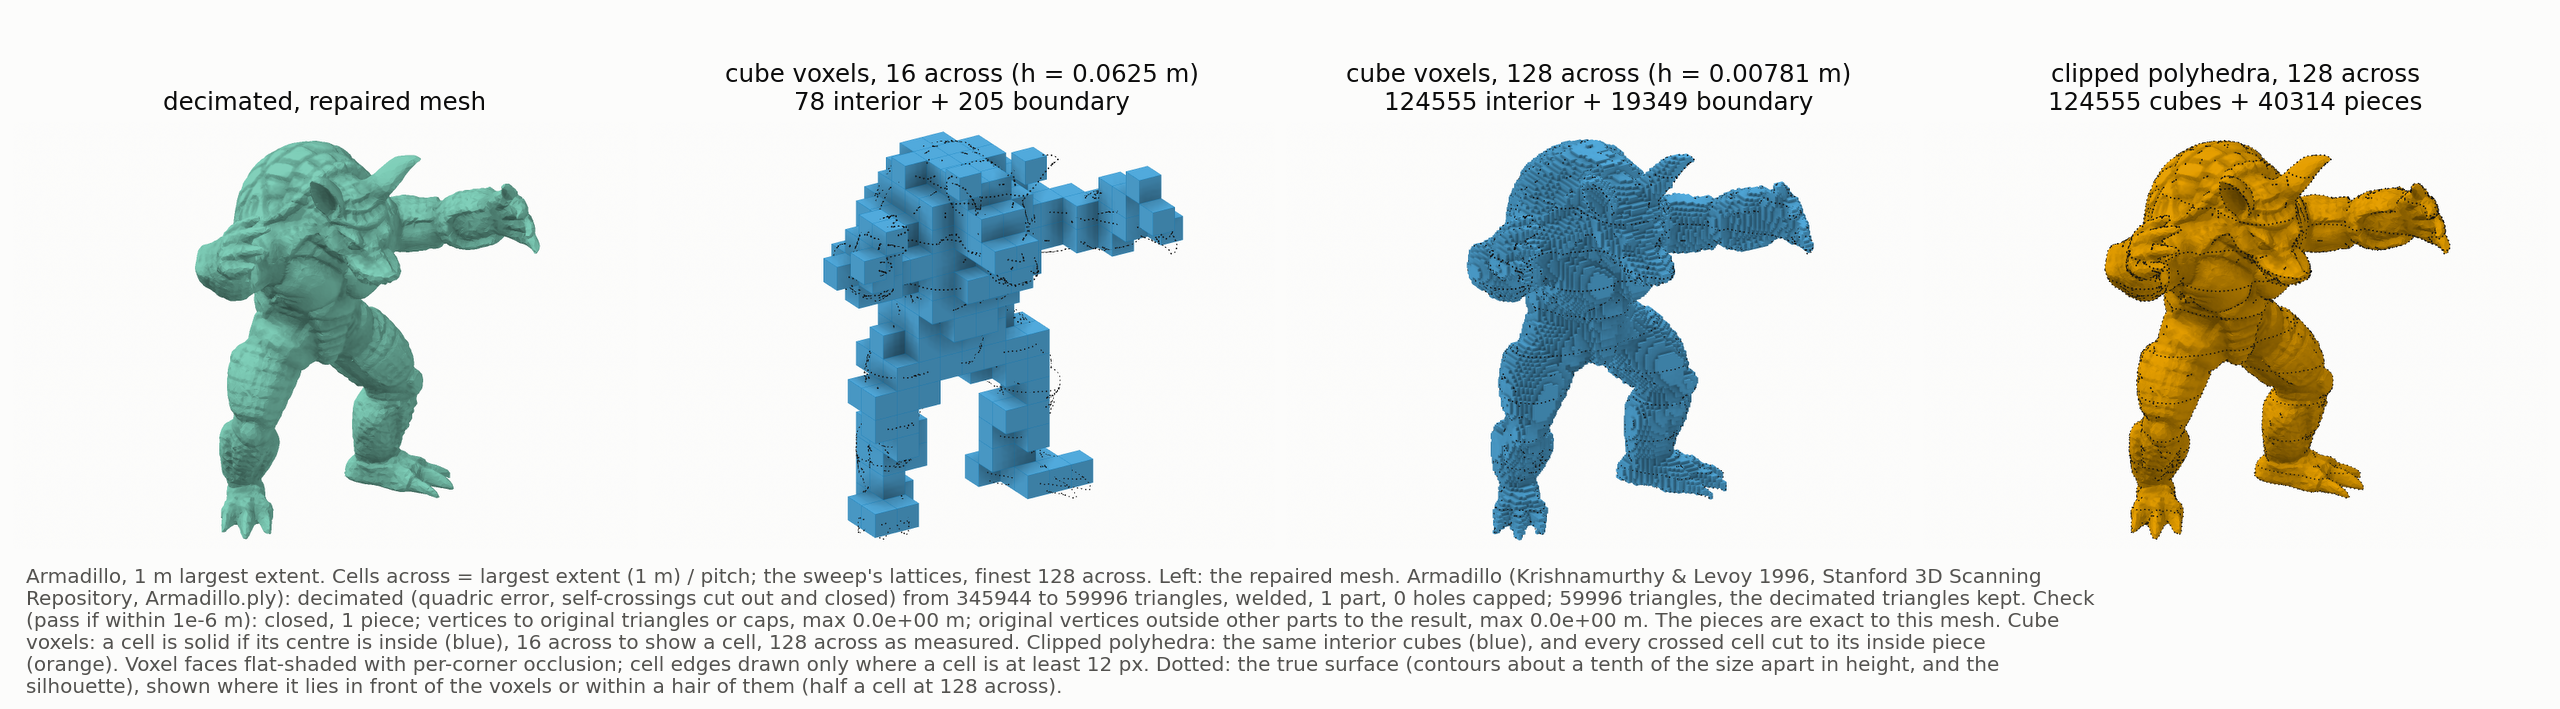 decimated, repaired mesh
cube voxels, 16 across (h = 0.0625 m)
78 interior + 205 boundary
cube voxels, 128 across (h = 0.00781 m)
124555 interior + 19349 boundary
clipped polyhedra, 128 across
124555 cubes + 40314 pieces
Armadillo, 1 m largest extent. Cells across = largest extent (1 m) / pitch; the sweep's lattices, finest 128 across. Left: the repaired mesh. Armadillo (Krishnamurthy & Levoy 1996, Stanford 3D Scanning
Repository, Armadillo.ply): decimated (quadric error, self-crossings cut out and closed) from 345944 to 59996 triangles, welded, 1 part, 0 holes capped; 59996 triangles, the decimated triangles kept. Check
(pass if within 1e-6 m): closed, 1 piece; vertices to original triangles or caps, max 0.0e+00 m; original vertices outside other parts to the result, max 0.0e+00 m. The pieces are exact to this mesh. Cube
voxels: a cell is solid if its centre is inside (blue), 16 across to show a cell, 128 across as measured. Clipped polyhedra: the same interior cubes (blue), and every crossed cell cut to its inside piece
(orange). Voxel faces flat-shaded with per-corner occlusion; cell edges drawn only where a cell is at least 12 px. Dotted: the true surface (contours about a tenth of the size apart in height, and the
silhouette), shown where it lies in front of the voxels or within a hair of them (half a cell at 128 across).